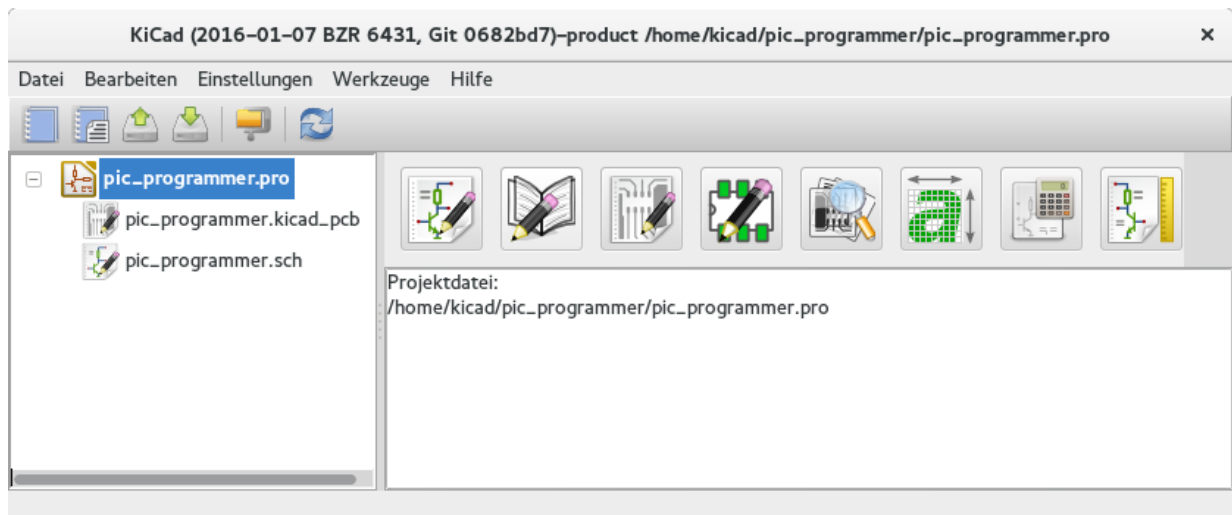 KiCad (2016-01-07 BZR 6431, Git 0682bd7)-product /home/kicad/pic_programmer/pic_programmer.pro
Datei Bearbeiten Einstellungen Werkzeuge Hilfe
pic_programmer.pro
pic_programmer.kicad_pcb
pic_programmer.sch
Projektdatei:
/home/kicad/pic_programmer/pic_programmer.pro